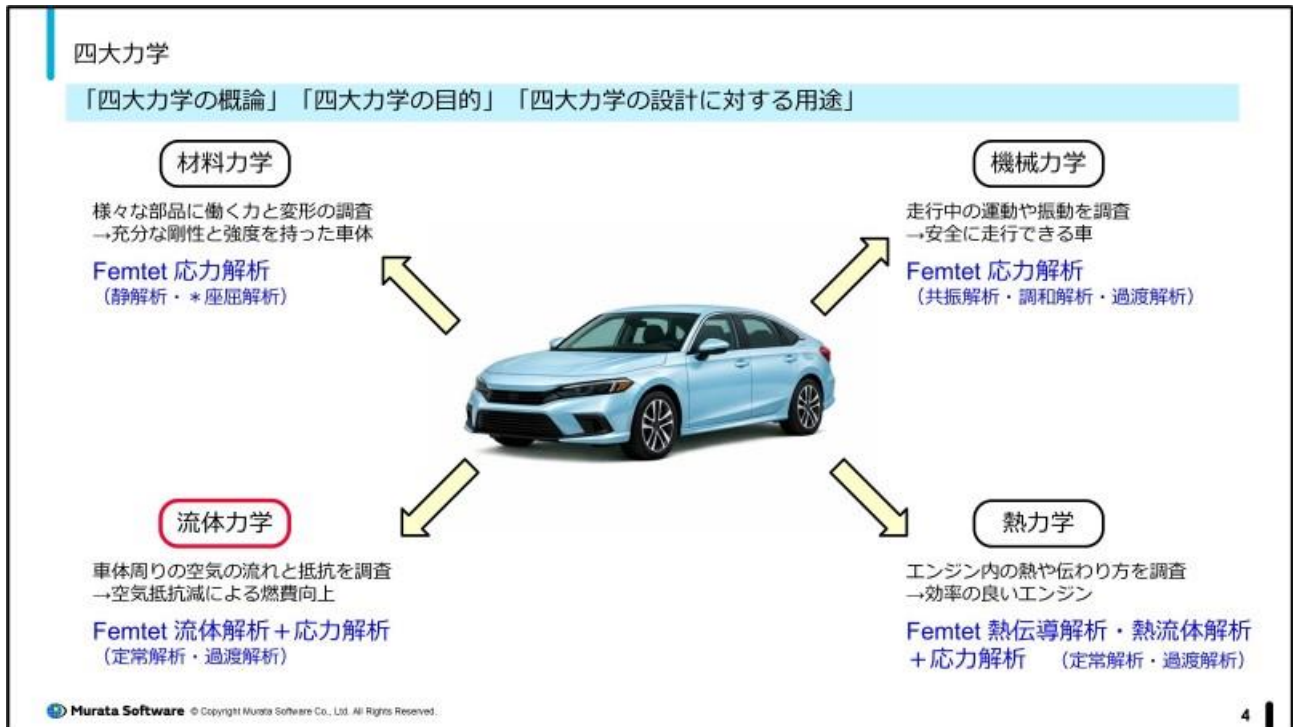 四大力学
「四大力学の概論」「四大力学の目的」「四大力学の設計に対する用途」
材料力学
様々な部品に働く力と変形の調査
→充分な剛性と強度を持った車体
Femtet 応力解析
（静解析・＊座屈解析）
機械力学
走行中の運動や振動を調査
→安全に走行できる車
Femtet 応力解析
（共振解析・調和解析・過渡解析）
流体力学
車体周りの空気の流れと抵抗を調査
→空気抵抗減による燃費向上
Femtet 流体解析＋応力解析
（定常解析・過渡解析）
熱力学
エンジン内の熱や伝わり方を調査
→効率の良いエンジン
Femtet 熱伝導解析・熱流体解析
＋応力解析　（定常解析・過渡解析）
Murata Software © Copyright Murata Software Co., Ltd. All Rights Reserved.
4